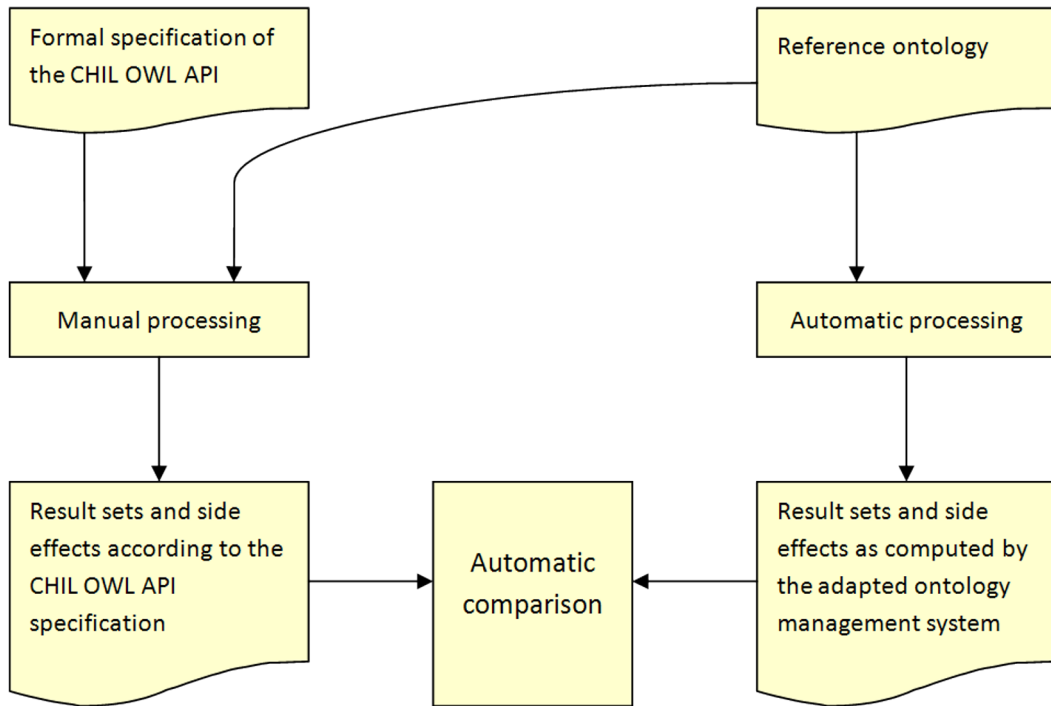 Formal specification of
the CHIL OWL API
Reference ontology
Manual processing
Automatic processing
Result sets and side
effects according to the
CHIL OWL API
specification
Automatic
comparison
Result sets and side
effects as computed by
the adapted ontology
management system